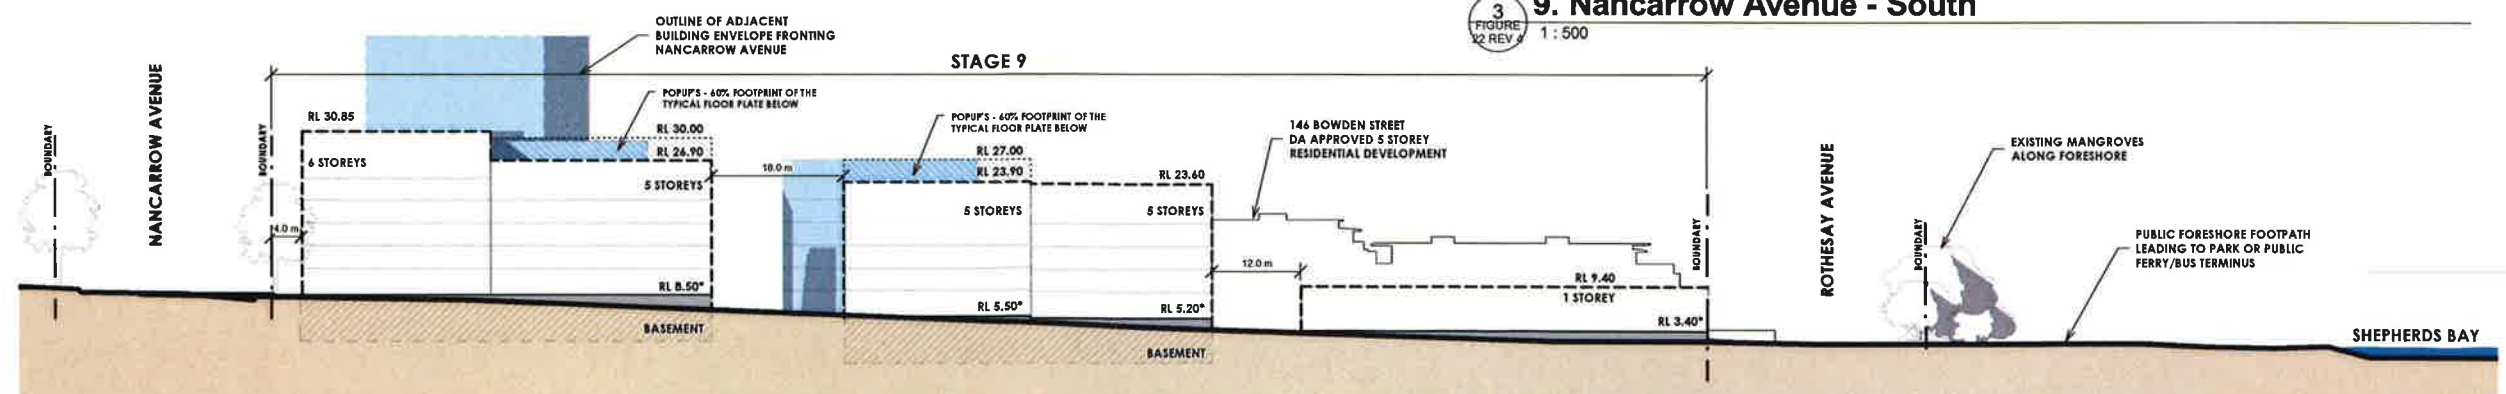 3
FIGURE
22 REV 4
9. Nancarrow Avenue - South
1 : 500
OUTLINE OF ADJACENT
BUILDING ENVELOPE FRONTING
NANCARROW AVENUE
STAGE 9
BOUNDARY
NANCARROW AVENUE
BOUNDARY
RL 30.85
6 STOREYS
4.0 m
POPUP'S - 60% FOOTPRINT OF THE
TYPICAL FLOOR PLATE BELOW
RL 30.00
RL 26.90
5 STOREYS
RL 8.50*
BASEMENT
18.0 m
POPUP'S - 60% FOOTPRINT OF THE
TYPICAL FLOOR PLATE BELOW
RL 27.00
RL 23.90
5 STOREYS
RL 5.50*
RL 23.60
5 STOREYS
RL 5.20*
BASEMENT
146 BOWDEN STREET
DA APPROVED 5 STOREY
RESIDENTIAL DEVELOPMENT
12.0 m
RL 9.40
1 STOREY
RL 3.40*
BOUNDARY
ROTHESAY AVENUE
BOUNDARY
EXISTING MANGROVES
ALONG FORESHORE
PUBLIC FORESHORE FOOTPATH
LEADING TO PARK OR PUBLIC
FERRY/BUS TERMINUS
SHEPHERDS BAY